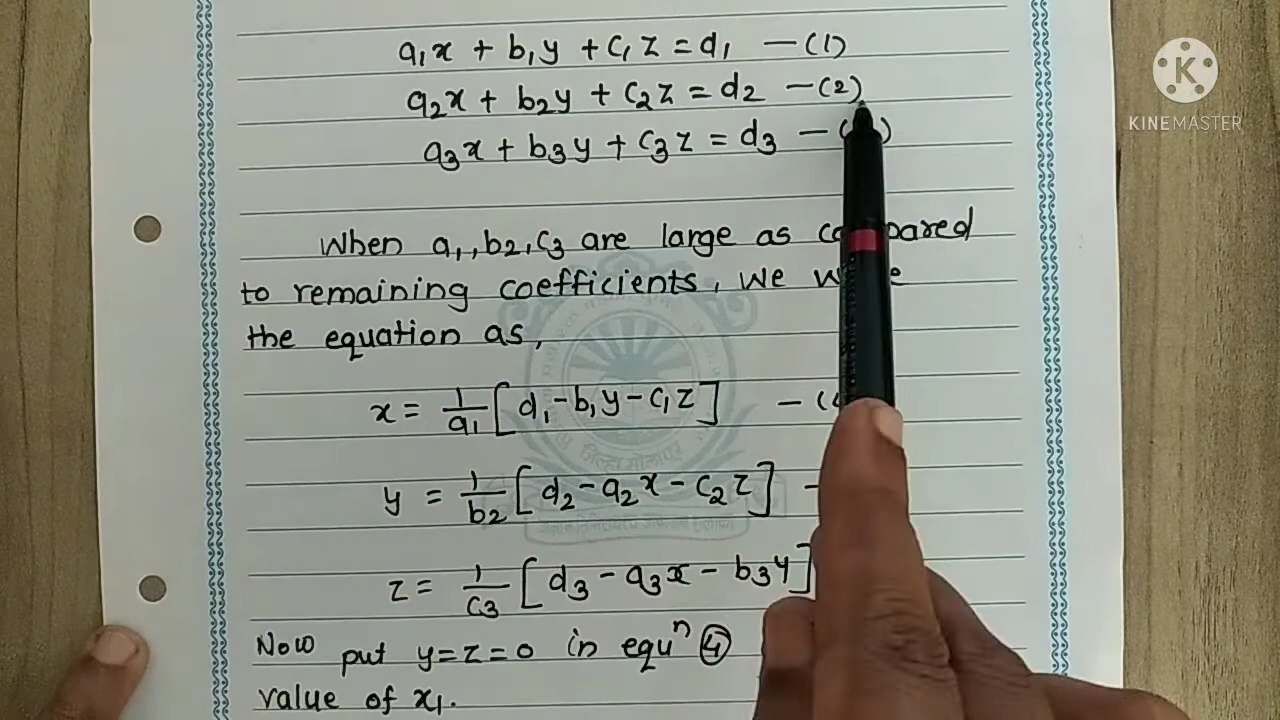 a₁x + b₁y + c₁z = d₁ —(1)
a₂x + b₂y + c₂z = d₂ —(2)
a₃x + b₃y + c₃z = d₃ —
KINEMASTER
When a₁,, b₂, c₃ are large as compared
to remaining coefficients, we
the equation as,
x = 1/a₁ [d₁ - b₁y - c₁z] —
y = 1/b₂ [d₂ - a₂x - c₂z] -
z = 1/c₃ [d₃ - a₃x - b₃y]
Now put y=z=0 in equⁿ ④
value of x₁.